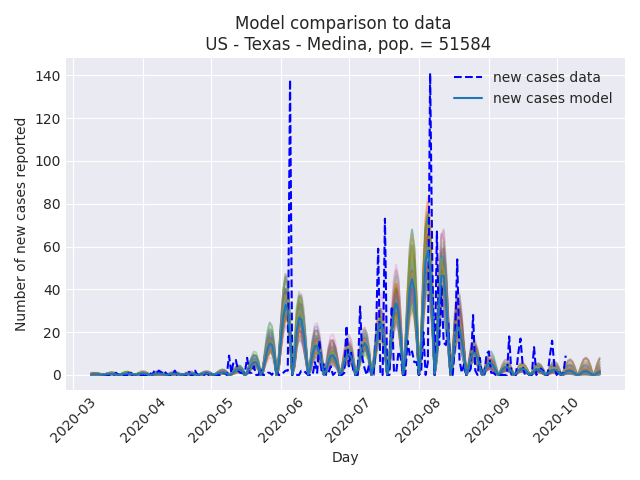 Model comparison to data
US - Texas - Medina, pop. = 51584
new cases data
new cases model
Number of new cases reported
140
120
100
80
60
40
20
0
2020-03
2020-04
2020-05
2020-06
2020-07
2020-08
2020-09
2020-10
Day